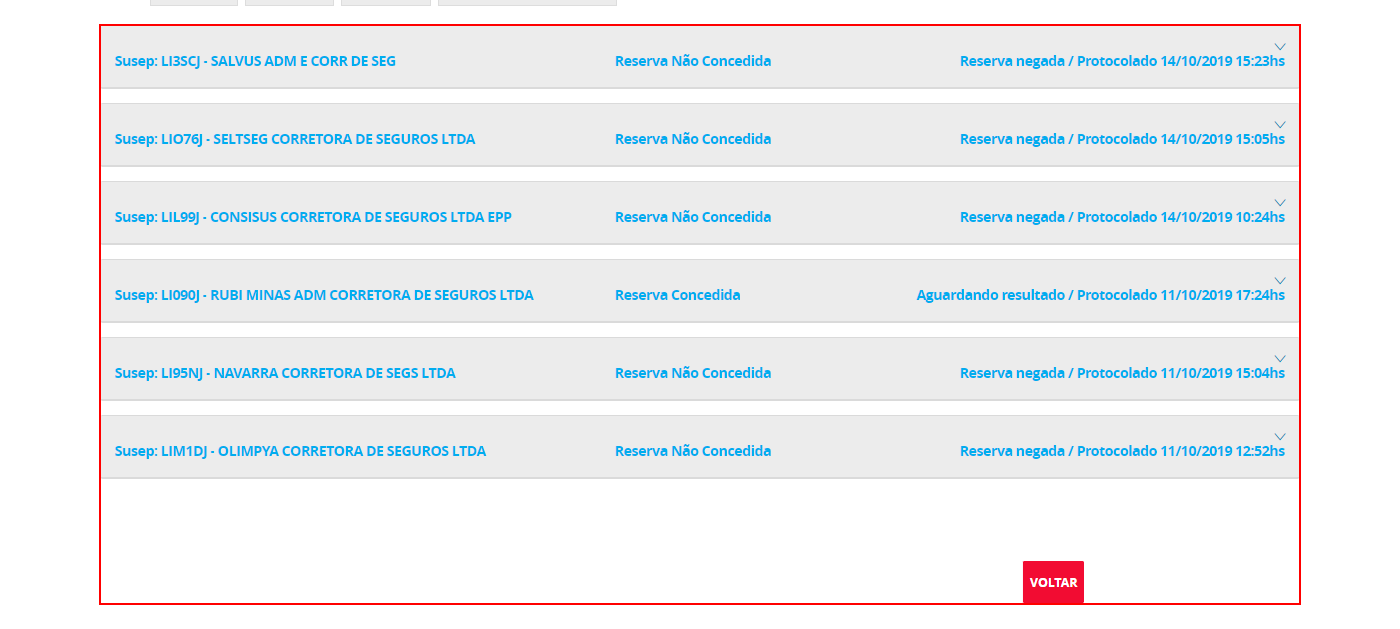 Susep: LI3SCJ - SALVUS ADM E CORR DE SEG Reserva Não Concedida Reserva negada / Protocolado 14/10/2019 15:23hs
Susep: LIO76J - SELTSEG CORRETORA DE SEGUROS LTDA Reserva Não Concedida Reserva negada / Protocolado 14/10/2019 15:05hs
Susep: LIL99J - CONSISUS CORRETORA DE SEGUROS LTDA EPP Reserva Não Concedida Reserva negada / Protocolado 14/10/2019 10:24hs
Susep: LI090J - RUBI MINAS ADM CORRETORA DE SEGUROS LTDA Reserva Concedida Aguardando resultado / Protocolado 11/10/2019 17:24hs
Susep: LI95NJ - NAVARRA CORRETORA DE SEGS LTDA Reserva Não Concedida Reserva negada / Protocolado 11/10/2019 15:04hs
Susep: LIM1DJ - OLIMPYA CORRETORA DE SEGUROS LTDA Reserva Não Concedida Reserva negada / Protocolado 11/10/2019 12:52hs
VOLTAR